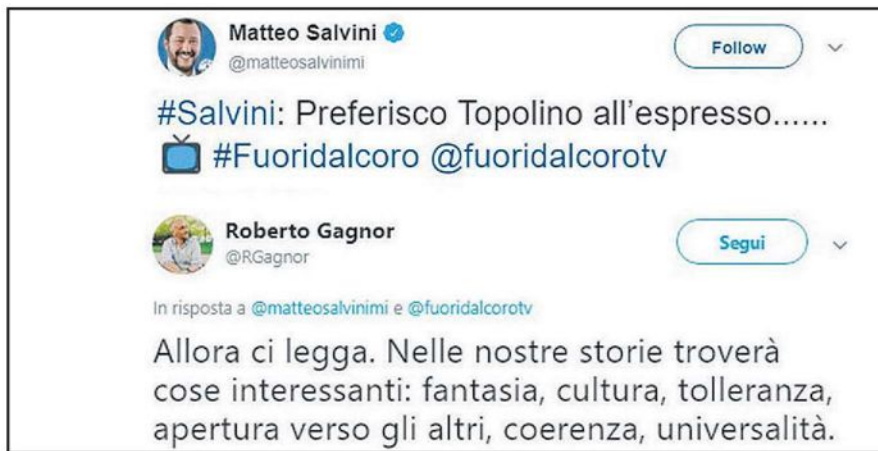 Matteo Salvini
@matteosalvinimi
Follow
#Salvini: Preferisco Topolino all'espresso......
#Fuoridalcoro @fuoridalcorotv
Roberto Gagnor
@RGagnor
Segui
In risposta a @matteosalvinimi e @fuoridalcorotv
Allora ci legga. Nelle nostre storie troverà
cose interessanti: fantasia, cultura, tolleranza,
apertura verso gli altri, coerenza, universalità.